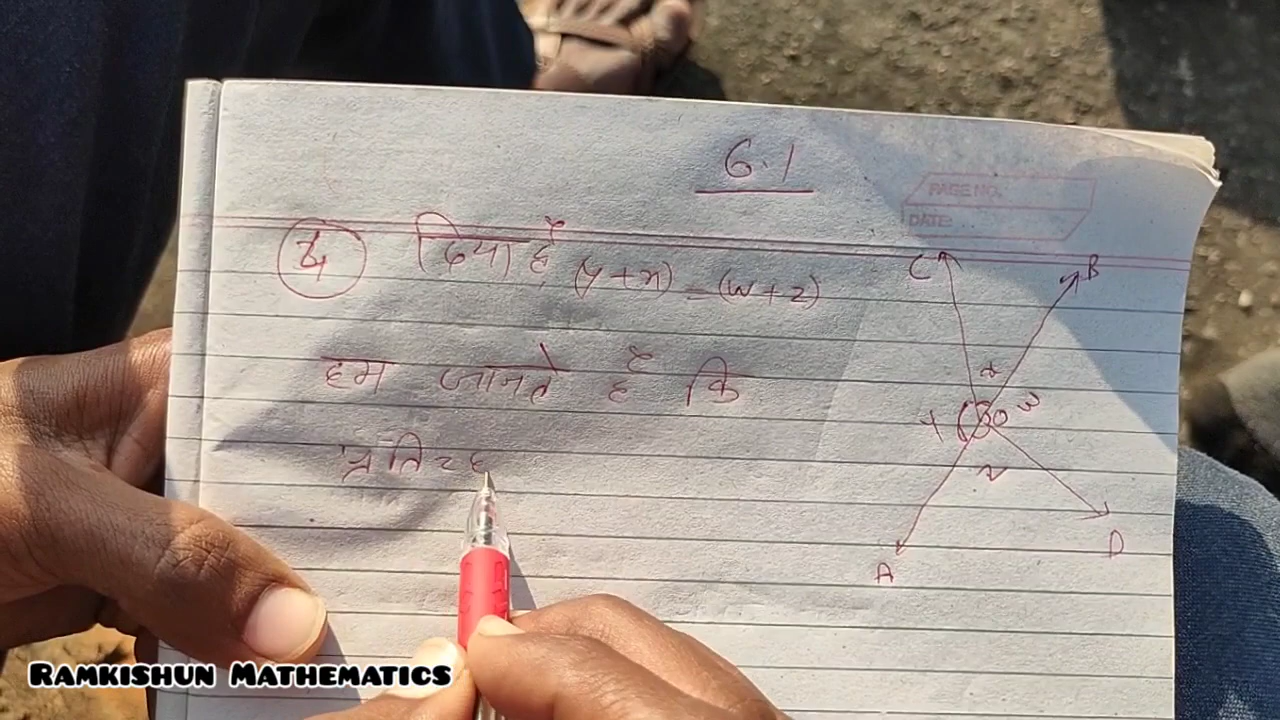 6.1
PAGE NO.
DATE:
4 दिया है (y+x) = (w+z)
C B
हम जानते है कि
x
y O w
प्रतिच्छ
z
D
A
RAMKISHUN MATHEMATICS